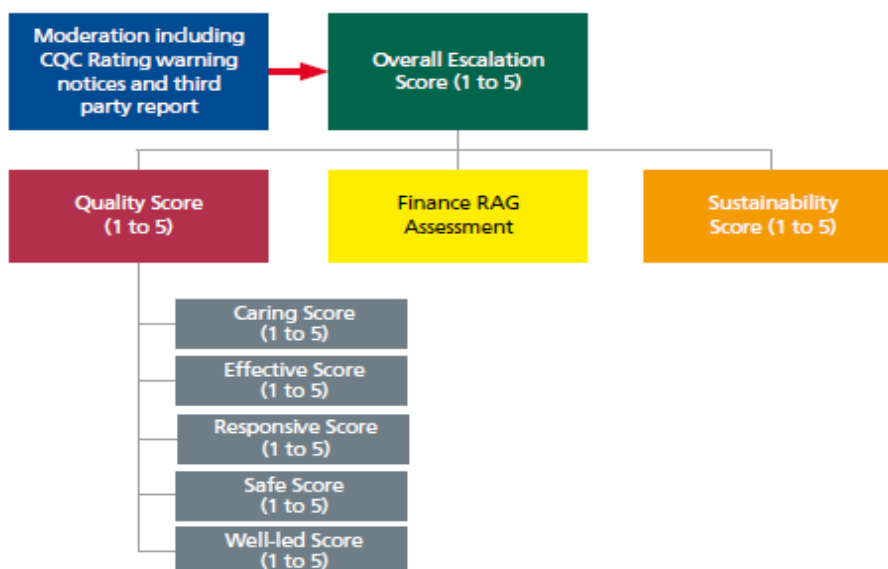 Moderation including
CQC Rating warning
notices and third
party report
Overall Escalation
Score (1 to 5)
Quality Score
(1 to 5)
Finance RAG
Assessment
Sustainability
Score (1 to 5)
Caring Score
(1 to 5)
Effective Score
(1 to 5)
Responsive Score
(1 to 5)
Safe Score
(1 to 5)
Well-led Score
(1 to 5)